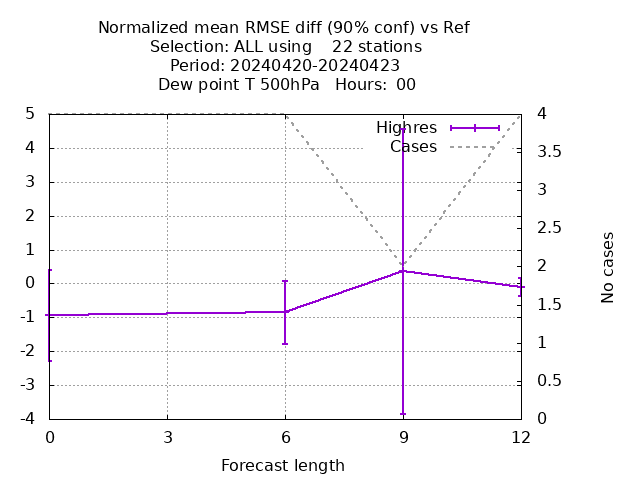 Normalized mean RMSE diff (90% conf) vs Ref
Selection: ALL using    22 stations
Period: 20240420-20240423
Dew point T 500hPa   Hours:  00
Highres
Cases
5
4
3
2
1
0
-1
-2
-3
-4
4
3.5
3
2.5
2
1.5
1
0.5
0
No cases
0 3 6 9 12
Forecast length